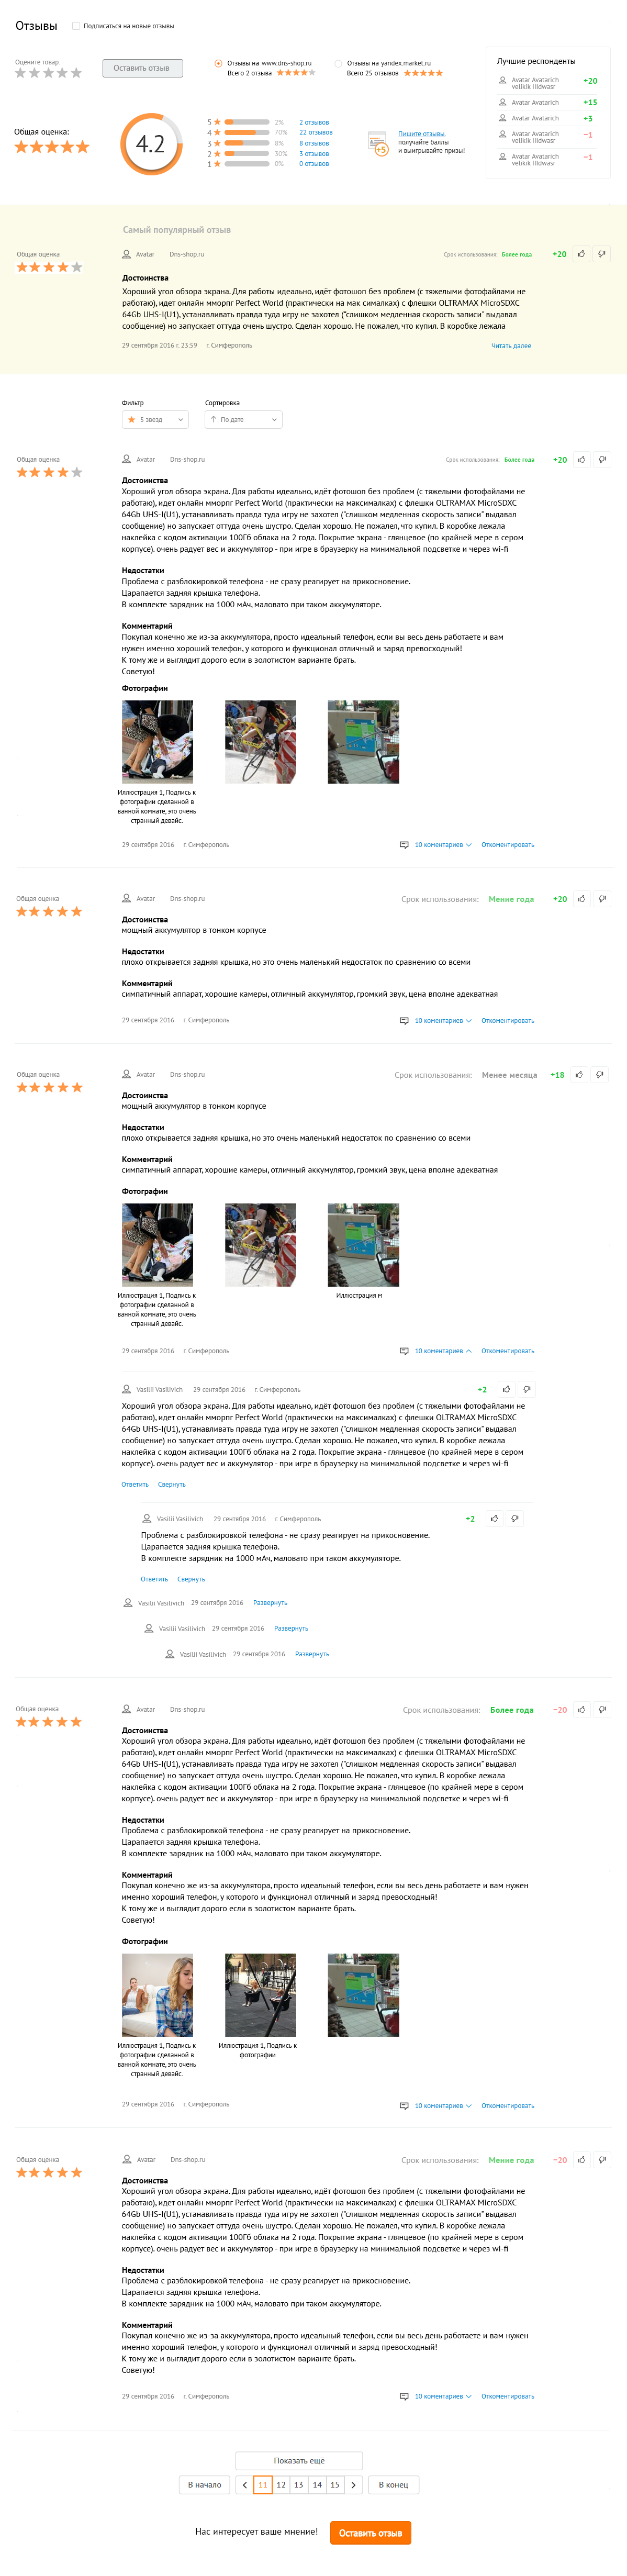 Отзывы
Подписаться на новые отзывы
Оцените товар:
Оставить отзыв
Отзывы на www.dns-shop.ru
Всего 2 отзыва
Отзывы на yandex.market.ru
Всего 25 отзывов
Лучшие респонденты
Avatar Avatarich
velikik IIIdwasr
+20
Avatar Avatarich +15
Avatar Avatarich +3
Avatar Avatarich
velikik IIIdwasr
−1
Avatar Avatarich
velikik IIIdwasr
−1
Общая оценка:
4.2
5 2% 2 отзывов
4 70% 22 отзывов
3 8% 8 отзывов
2 30% 3 отзывов
1 0% 0 отзывов
+5
Пишите отзывы,
получайте баллы
и выигрывайте призы!
Самый популярный отзыв
Общая оценка
Avatar Dns-shop.ru Срок использования: Более года +20
Достоинства
Хороший угол обзора экрана. Для работы идеально, идёт фотошоп без проблем (с тяжелыми фотофайлами не
работаю), идет онлайн мморпг Perfect World (практически на мак сималках) с флешки OLTRAMAX MicroSDXC
64Gb UHS-I(U1), устанавливать правда туда игру не захотел ("слишком медленная скорость записи" выдавал
сообщение) но запускает оттуда очень шустро. Сделан хорошо. Не пожалел, что купил. В коробке лежала
29 сентября 2016 г. 23:59 г. Симферополь Читать далее
Фильтр Сортировка
5 звезд По дате
Общая оценка
Avatar Dns-shop.ru Срок использования: Более года +20
Достоинства
Хороший угол обзора экрана. Для работы идеально, идёт фотошоп без проблем (с тяжелыми фотофайлами не
работаю), идет онлайн мморпг Perfect World (практически на максималках) с флешки OLTRAMAX MicroSDXC
64Gb UHS-I(U1), устанавливать правда туда игру не захотел ("слишком медленная скорость записи" выдавал
сообщение) но запускает оттуда очень шустро. Сделан хорошо. Не пожалел, что купил. В коробке лежала
наклейка с кодом активации 100Гб облака на 2 года. Покрытие экрана - глянцевое (по крайней мере в сером
корпусе). очень радует вес и аккумулятор - при игре в браузерку на минимальной подсветке и через wi-fi
Недостатки
Проблема с разблокировкой телефона - не сразу реагирует на прикосновение.
Царапается задняя крышка телефона.
В комплекте зарядник на 1000 мАч, маловато при таком аккумуляторе.
Комментарий
Покупал конечно же из-за аккумулятора, просто идеальный телефон, если вы весь день работаете и вам
нужен именно хороший телефон, у которого и функционал отличный и заряд превосходный!
К тому же и выглядит дорого если в золотистом варианте брать.
Советую!
Фотографии
Иллюстрация 1, Подпись к
фотографии сделанной в
ванной комнате, это очень
странный девайс.
29 сентября 2016 г. Симферополь 10 коментариев Откоментировать
Общая оценка
Avatar Dns-shop.ru Срок использования: Менне года +20
Достоинства
мощный аккумулятор в тонком корпусе
Недостатки
плохо открывается задняя крышка, но это очень маленький недостаток по сравнению со всеми
Комментарий
симпатичный аппарат, хорошие камеры, отличный аккумулятор, громкий звук, цена вполне адекватная
29 сентября 2016 г. Симферополь 10 коментариев Откоментировать
Общая оценка
Avatar Dns-shop.ru Срок использования: Менее месяца +18
Достоинства
мощный аккумулятор в тонком корпусе
Недостатки
плохо открывается задняя крышка, но это очень маленький недостаток по сравнению со всеми
Комментарий
симпатичный аппарат, хорошие камеры, отличный аккумулятор, громкий звук, цена вполне адекватная
Фотографии
Иллюстрация 1, Подпись к
фотографии сделанной в
ванной комнате, это очень
странный девайс.
Иллюстрация м
29 сентября 2016 г. Симферополь 10 коментариев Откоментировать
Vasilii Vasilivich 29 сентября 2016 г. Симферополь +2
Хороший угол обзора экрана. Для работы идеально, идёт фотошоп без проблем (с тяжелыми фотофайлами не
работаю), идет онлайн мморпг Perfect World (практически на максималках) с флешки OLTRAMAX MicroSDXC
64Gb UHS-I(U1), устанавливать правда туда игру не захотел ("слишком медленная скорость записи" выдавал
сообщение) но запускает оттуда очень шустро. Сделан хорошо. Не пожалел, что купил. В коробке лежала
наклейка с кодом активации 100Гб облака на 2 года. Покрытие экрана - глянцевое (по крайней мере в сером
корпусе). очень радует вес и аккумулятор - при игре в браузерку на минимальной подсветке и через wi-fi
Ответить Свернуть
Vasilii Vasilivich 29 сентября 2016 г. Симферополь +2
Проблема с разблокировкой телефона - не сразу реагирует на прикосновение.
Царапается задняя крышка телефона.
В комплекте зарядник на 1000 мАч, маловато при таком аккумуляторе.
Ответить Свернуть
Vasilii Vasilivich 29 сентября 2016 Развернуть
Vasilii Vasilivich 29 сентября 2016 Развернуть
Vasilii Vasilivich 29 сентября 2016 Развернуть
Общая оценка
Avatar Dns-shop.ru Срок использования: Более года −20
Достоинства
Хороший угол обзора экрана. Для работы идеально, идёт фотошоп без проблем (с тяжелыми фотофайлами не
работаю), идет онлайн мморпг Perfect World (практически на максималках) с флешки OLTRAMAX MicroSDXC
64Gb UHS-I(U1), устанавливать правда туда игру не захотел ("слишком медленная скорость записи" выдавал
сообщение) но запускает оттуда очень шустро. Сделан хорошо. Не пожалел, что купил. В коробке лежала
наклейка с кодом активации 100Гб облака на 2 года. Покрытие экрана - глянцевое (по крайней мере в сером
корпусе). очень радует вес и аккумулятор - при игре в браузерку на минимальной подсветке и через wi-fi
Недостатки
Проблема с разблокировкой телефона - не сразу реагирует на прикосновение.
Царапается задняя крышка телефона.
В комплекте зарядник на 1000 мАч, маловато при таком аккумуляторе.
Комментарий
Покупал конечно же из-за аккумулятора, просто идеальный телефон, если вы весь день работаете и вам нужен
именно хороший телефон, у которого и функционал отличный и заряд превосходный!
К тому же и выглядит дорого если в золотистом варианте брать.
Советую!
Фотографии
Иллюстрация 1, Подпись к
фотографии сделанной в
ванной комнате, это очень
странный девайс.
Иллюстрация 1, Подпись к
фотографии
29 сентября 2016 г. Симферополь 10 коментариев Откоментировать
Общая оценка
Avatar Dns-shop.ru Срок использования: Менне года −20
Достоинства
Хороший угол обзора экрана. Для работы идеально, идёт фотошоп без проблем (с тяжелыми фотофайлами не
работаю), идет онлайн мморпг Perfect World (практически на максималках) с флешки OLTRAMAX MicroSDXC
64Gb UHS-I(U1), устанавливать правда туда игру не захотел ("слишком медленная скорость записи" выдавал
сообщение) но запускает оттуда очень шустро. Сделан хорошо. Не пожалел, что купил. В коробке лежала
наклейка с кодом активации 100Гб облака на 2 года. Покрытие экрана - глянцевое (по крайней мере в сером
корпусе). очень радует вес и аккумулятор - при игре в браузерку на минимальной подсветке и через wi-fi
Недостатки
Проблема с разблокировкой телефона - не сразу реагирует на прикосновение.
Царапается задняя крышка телефона.
В комплекте зарядник на 1000 мАч, маловато при таком аккумуляторе.
Комментарий
Покупал конечно же из-за аккумулятора, просто идеальный телефон, если вы весь день работаете и вам нужен
именно хороший телефон, у которого и функционал отличный и заряд превосходный!
К тому же и выглядит дорого если в золотистом варианте брать.
Советую!
29 сентября 2016 г. Симферополь 10 коментариев Откоментировать
Показать ещё
В начало 11 12 13 14 15 В конец
Нас интересует ваше мнение! Оставить отзыв